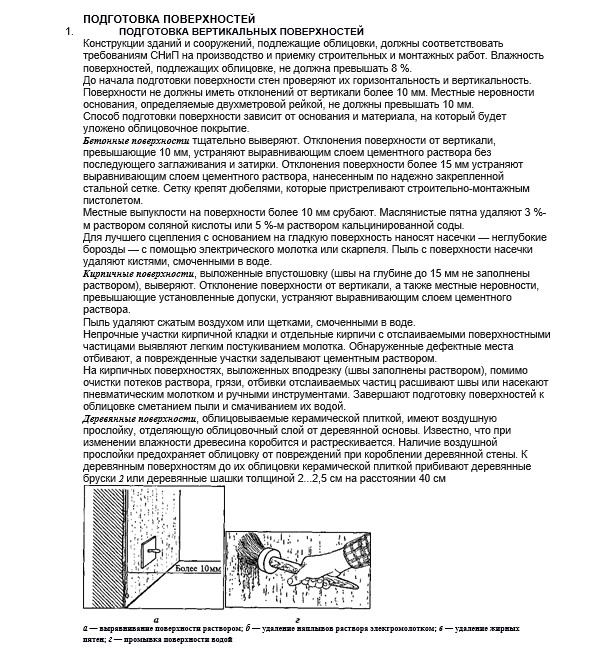 ПОДГОТОВКА ПОВЕРХНОСТЕЙ
1. ПОДГОТОВКА ВЕРТИКАЛЬНЫХ ПОВЕРХНОСТЕЙ
Конструкции зданий и сооружений, подлежащие облицовки, должны соответствовать
требованиям СНиП на производство и приемку строительных и монтажных работ. Влажность
поверхностей, подлежащих облицовке, не должна превышать 8 %.
До начала подготовки поверхности стен проверяют их горизонтальность и вертикальность.
Поверхности не должны иметь отклонений от вертикали более 10 мм. Местные неровности
основания, определяемые двухметровой рейкой, не должны превышать 10 мм.
Способ подготовки поверхности зависит от основания и материала, на который будет
уложено облицовочное покрытие.
Бетонные поверхности тщательно выверяют. Отклонения поверхности от вертикали,
превышающие 10 мм, устраняют выравнивающим слоем цементного раствора без
последующего заглаживания и затирки. Отклонения поверхности более 15 мм устраняют
выравнивающим слоем цементного раствора, нанесенным по надежно закрепленной
стальной сетке. Сетку крепят дюбелями, которые пристреливают строительно-монтажным
пистолетом.
Местные выпуклости на поверхности более 10 мм срубают. Маслянистые пятна удаляют 3 %-
м раствором соляной кислоты или 5 %-м раствором кальцинированной соды.
Для лучшего сцепления с основанием на гладкую поверхность наносят насечки — неглубокие
борозды — с помощью электрического молотка или скарпеля. Пыль с поверхности насечки
удаляют кистями, смоченными в воде.
Кирпичные поверхности, выложенные впустошовку (швы на глубине до 15 мм не заполнены
раствором), выверяют. Отклонение поверхности от вертикали, а также местные неровности,
превышающие установленные допуски, устраняют выравнивающим слоем цементного
раствора.
Пыль удаляют сжатым воздухом или щетками, смоченными в воде.
Непрочные участки кирпичной кладки и отдельные кирпичи с отслаиваемыми поверхностными
частицами выявляют легким постукиванием молотка. Обнаруженные дефектные места
отбивают, а поврежденные участки заделывают цементным раствором.
На кирпичных поверхностях, выложенных вподрезку (швы заполнены раствором), помимо
очистки потеков раствора, грязи, отбивки отслаиваемых частиц расшивают швы или насекают
пневматическим молотком и ручными инструментами. Завершают подготовку поверхностей к
облицовке сметанием пыли и смачиванием их водой.
Деревянные поверхности, облицовываемые керамической плиткой, имеют воздушную
прослойку, отделяющую облицовочный слой от деревянной основы. Известно, что при
изменении влажности древесина коробится и растрескивается. Наличие воздушной
прослойки предохраняет облицовку от повреждений при короблении деревянной стены. К
деревянным поверхностям до их облицовки керамической плиткой прибивают деревянные
бруски 2 или деревянные шашки толщиной 2...2,5 см на расстоянии 40 см
Более 10мм
а г
а — выравнивание поверхности раствором; б — удаление наплывов раствора электромолотком; в — удаление жирных
пятен; г — промывка поверхности водой